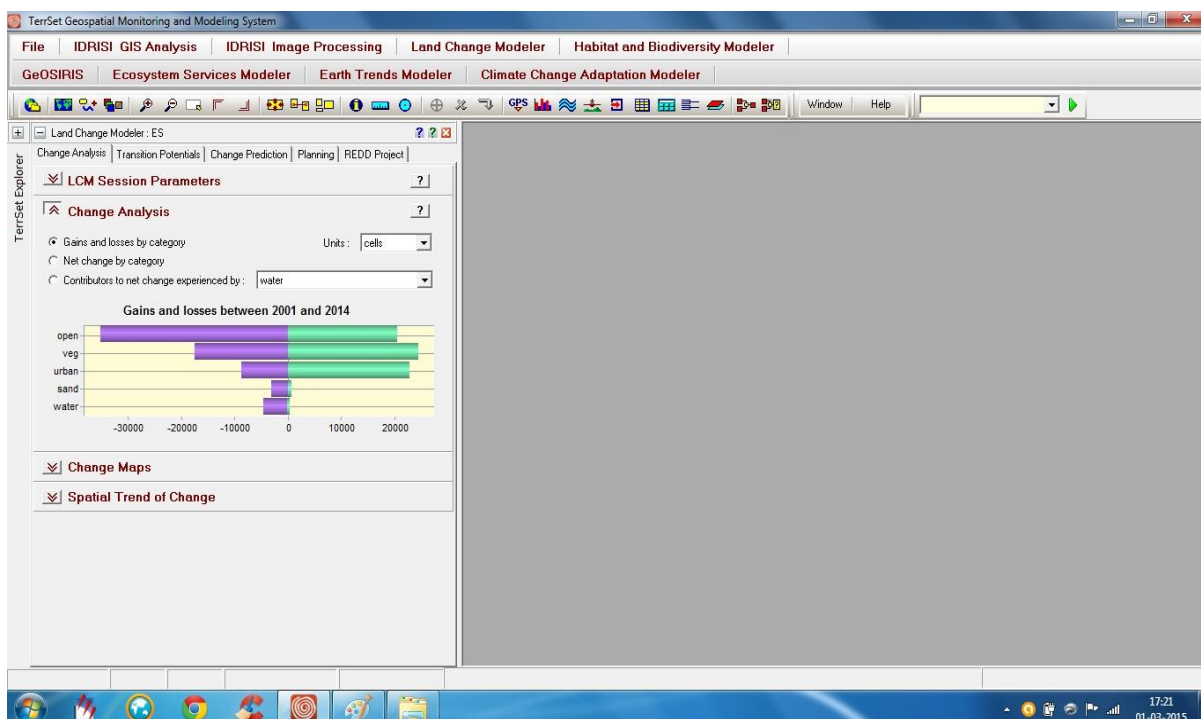 TerrSet Geospatial Monitoring and Modeling System
File IDRISI GIS Analysis IDRISI Image Processing Land Change Modeler Habitat and Biodiversity Modeler
GeOSIRIS Ecosystem Services Modeler Earth Trends Modeler Climate Change Adaptation Modeler
GPS Window Help
TerrSet Explorer
Land Change Modeler : ES ? ?
Change Analysis Transition Potentials Change Prediction Planning REDD Project
LCM Session Parameters ?
Change Analysis ?
Gains and losses by category Units : cells
Net change by category
Contributors to net change experienced by : water
Gains and losses between 2001 and 2014
open
veg
urban
sand
water
-30000 -20000 -10000 0 10000 20000
Change Maps
Spatial Trend of Change
17:21
01-03-2015